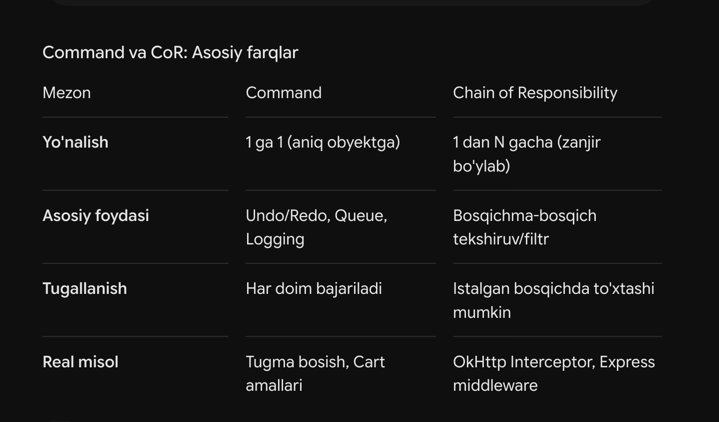 Command va CoR: Asosiy farqlar
Mezon Command Chain of Responsibility
Yo'nalish 1 ga 1 (aniq obyektga) 1 dan N gacha (zanjir
bo'ylab)
Asosiy foydasi Undo/Redo, Queue, Bosqichma-bosqich
Logging tekshiruv/filtr
Tugallanish Har doim bajariladi Istalgan bosqichda to'xtashi
mumkin
Real misol Tugma bosish, Cart OkHttp Interceptor, Express
amallari middleware